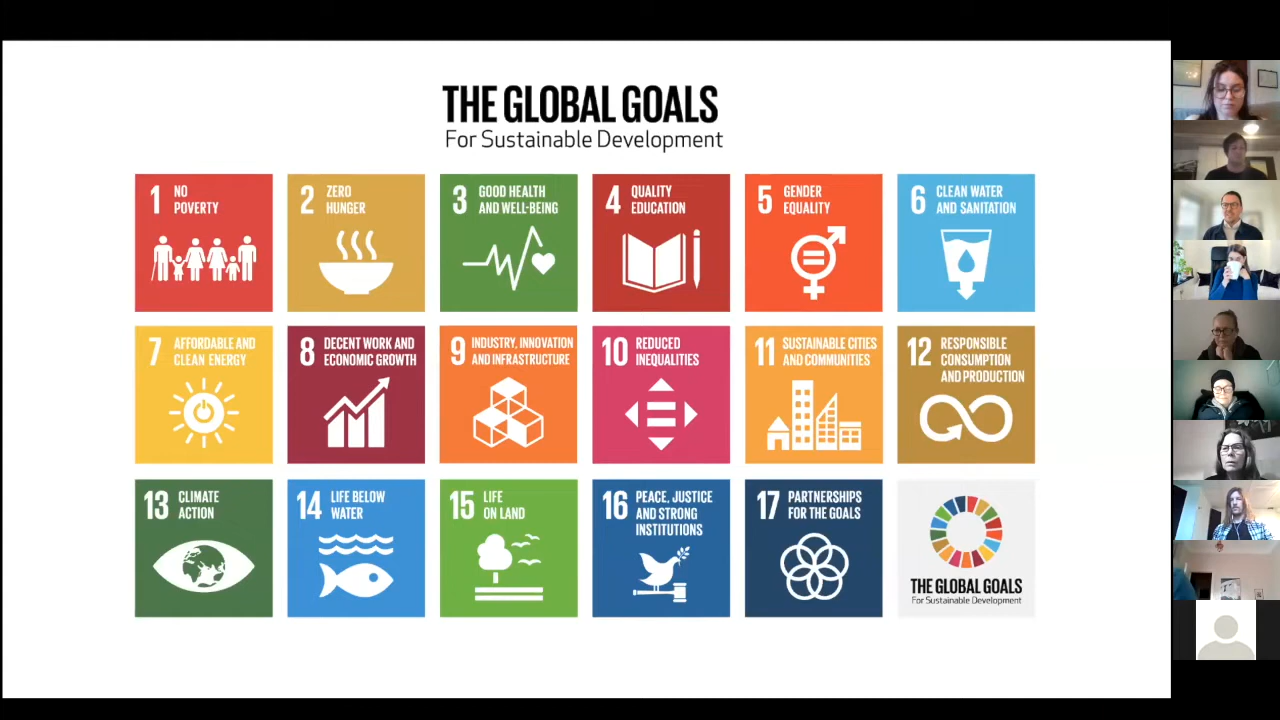 THE GLOBAL GOALS
For Sustainable Development
1 NO
POVERTY
2 ZERO
HUNGER
3 GOOD HEALTH
AND WELL-BEING
4 QUALITY
EDUCATION
5 GENDER
EQUALITY
6 CLEAN WATER
AND SANITATION
7 AFFORDABLE AND
CLEAN ENERGY
8 DECENT WORK AND
ECONOMIC GROWTH
9 INDUSTRY, INNOVATION
AND INFRASTRUCTURE
10 REDUCED
INEQUALITIES
11 SUSTAINABLE CITIES
AND COMMUNITIES
12 RESPONSIBLE
CONSUMPTION
AND PRODUCTION
13 CLIMATE
ACTION
14 LIFE BELOW
WATER
15 LIFE
ON LAND
16 PEACE, JUSTICE
AND STRONG
INSTITUTIONS
17 PARTNERSHIPS
FOR THE GOALS
THE GLOBAL GOALS
For Sustainable Development